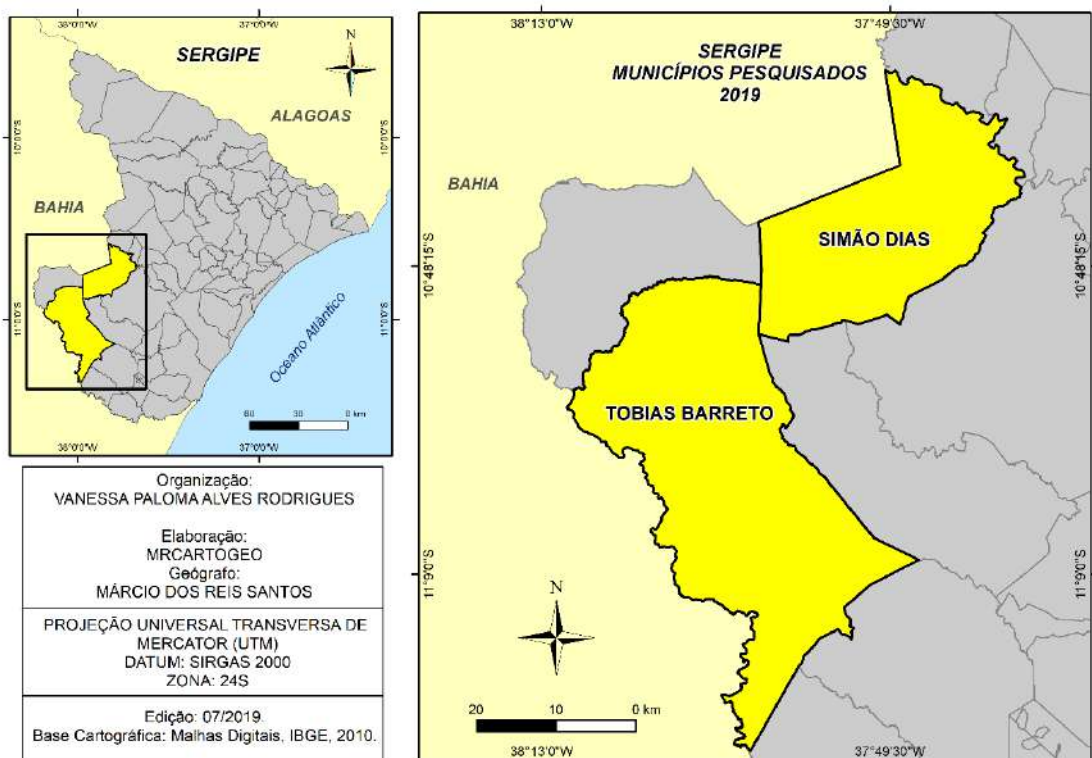 38°0'0"W
37°0'0"W
SERGIPE
N
ALAGOAS
10°0'0"S
10°0'0"S
BAHIA
11°0'0"S
11°0'0"S
Oceano Atlântico
60
30
0 km
38°0'0"W
37°0'0"W
Organização:
VANESSA PALOMA ALVES RODRIGUES
Elaboração:
MRCARTOGEO
Geógrafo:
MÁRCIO DOS REIS SANTOS
PROJEÇÃO UNIVERSAL TRANSVERSA DE
MERCATOR (UTM)
DATUM: SIRGAS 2000
ZONA: 24S
Edição: 07/2019.
Base Cartográfica: Malhas Digitais, IBGE, 2010.
38°13'0"W
37°49'30"W
SERGIPE
MUNICÍPIOS PESQUISADOS
2019
BAHIA
SIMÃO DIAS
10°48'15"S
10°48'15"S
TOBIAS BARRETO
11°9'0"S
11°9'0"S
N
20
10
0 km
38°13'0"W
37°49'30"W